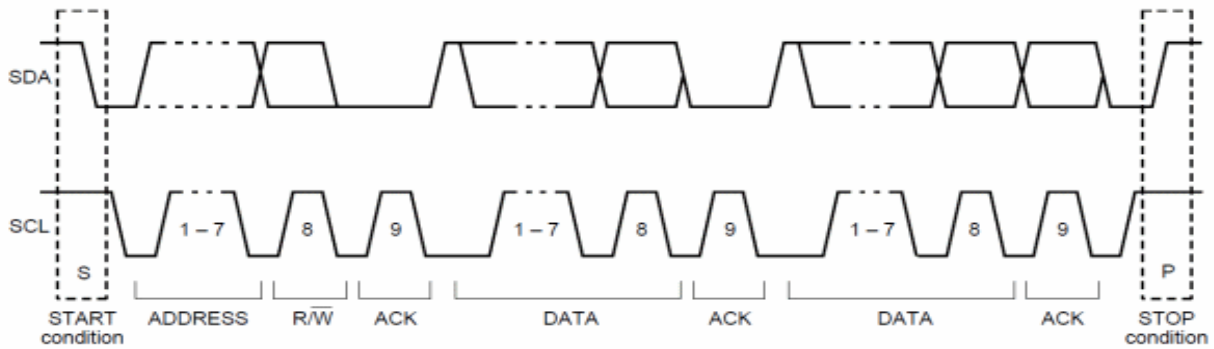 SDA
SCL
1 – 7
8
9
1 – 7
8
9
1 – 7
8
9
S
P
START
condition
ADDRESS
R/W̅
ACK
DATA
ACK
DATA
ACK
STOP
condition